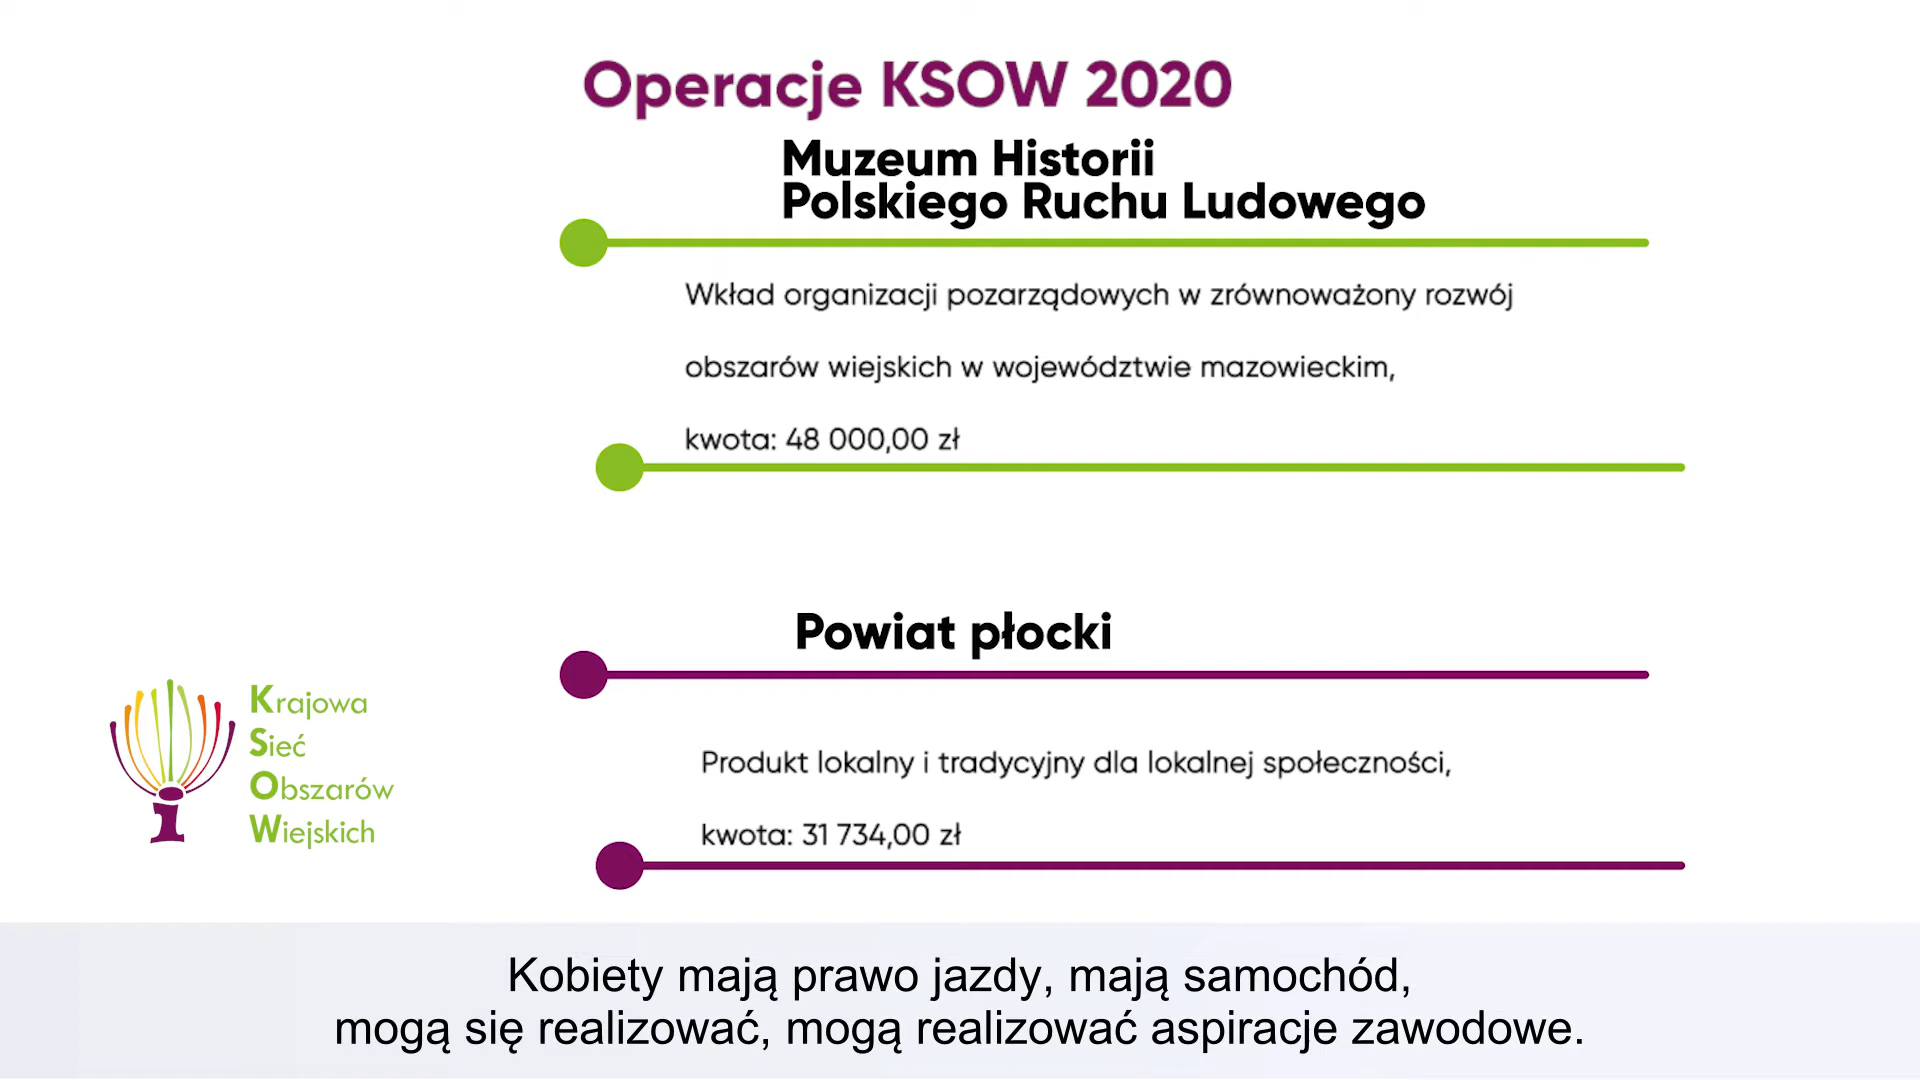 Operacje KSOW 2020
Muzeum Historii
Polskiego Ruchu Ludowego
Wkład organizacji pozarządowych w zrównoważony rozwój
obszarów wiejskich w województwie mazowieckim,
kwota: 48 000,00 zł
Powiat płocki
Produkt lokalny i tradycyjny dla lokalnej społeczności,
kwota: 31 734,00 zł
Krajowa
Sieć
Obszarów
Wiejskich
Kobiety mają prawo jazdy, mają samochód,
mogą się realizować, mogą realizować aspiracje zawodowe.